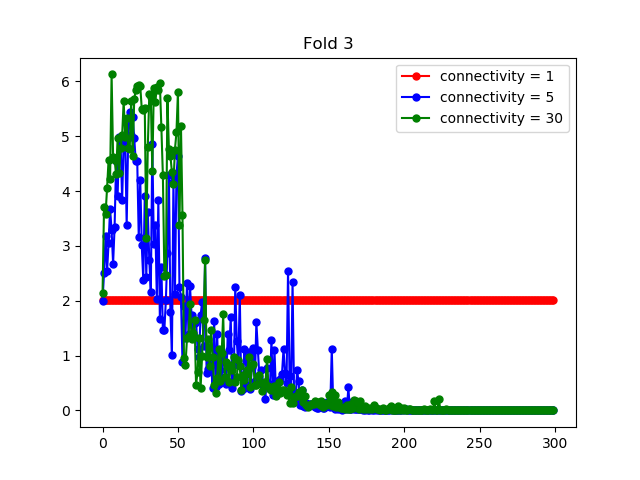 Fold 3
connectivity = 1
connectivity = 5
connectivity = 30
6
5
4
3
2
1
0
0 50 100 150 200 250 300